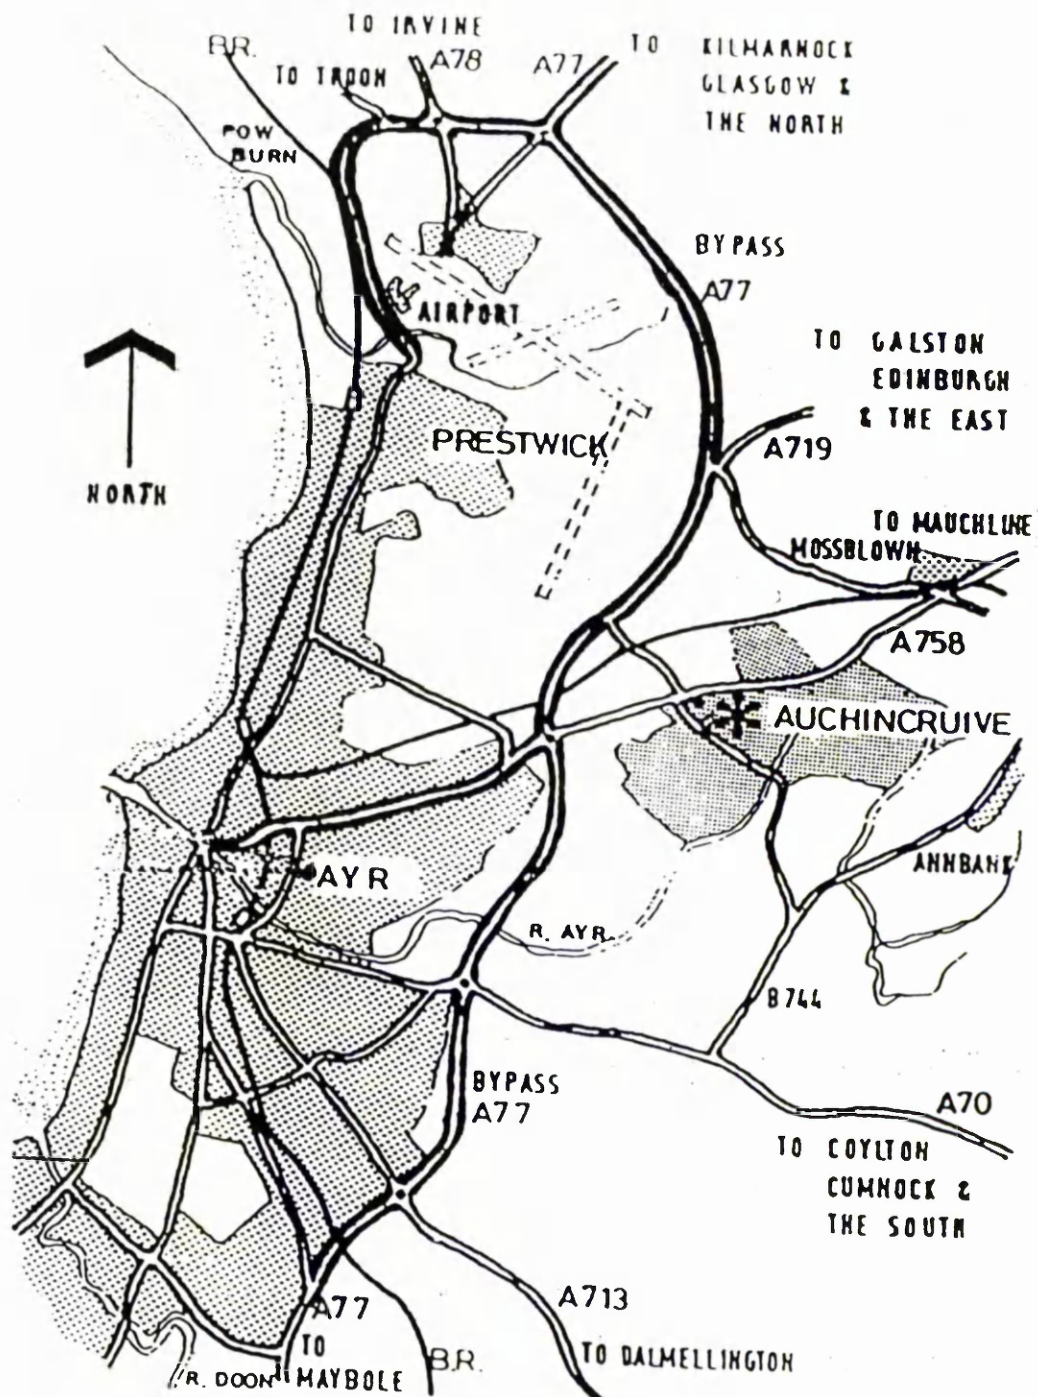 TO IRVINE
B.R.
A78
A77
TO KILMARNOCK
GLASGOW &
THE NORTH
TO TROON
POW
BURN
BYPASS
A77
AIRPORT
TO GALSTON
EDINBURGH
& THE EAST
PRESTWICK
A719
NORTH
TO MAUCHLINE
MOSSBLOWN
A758
AUCHINCRUIVE
ANNBANK
AYR
R. AYR.
B744
BYPASS
A77
A70
TO COYLTON
CUMNOCK &
THE SOUTH
A713
A77
TO
MAYBOLE
B.R.
TO DALMELLINGTON
R. DOON